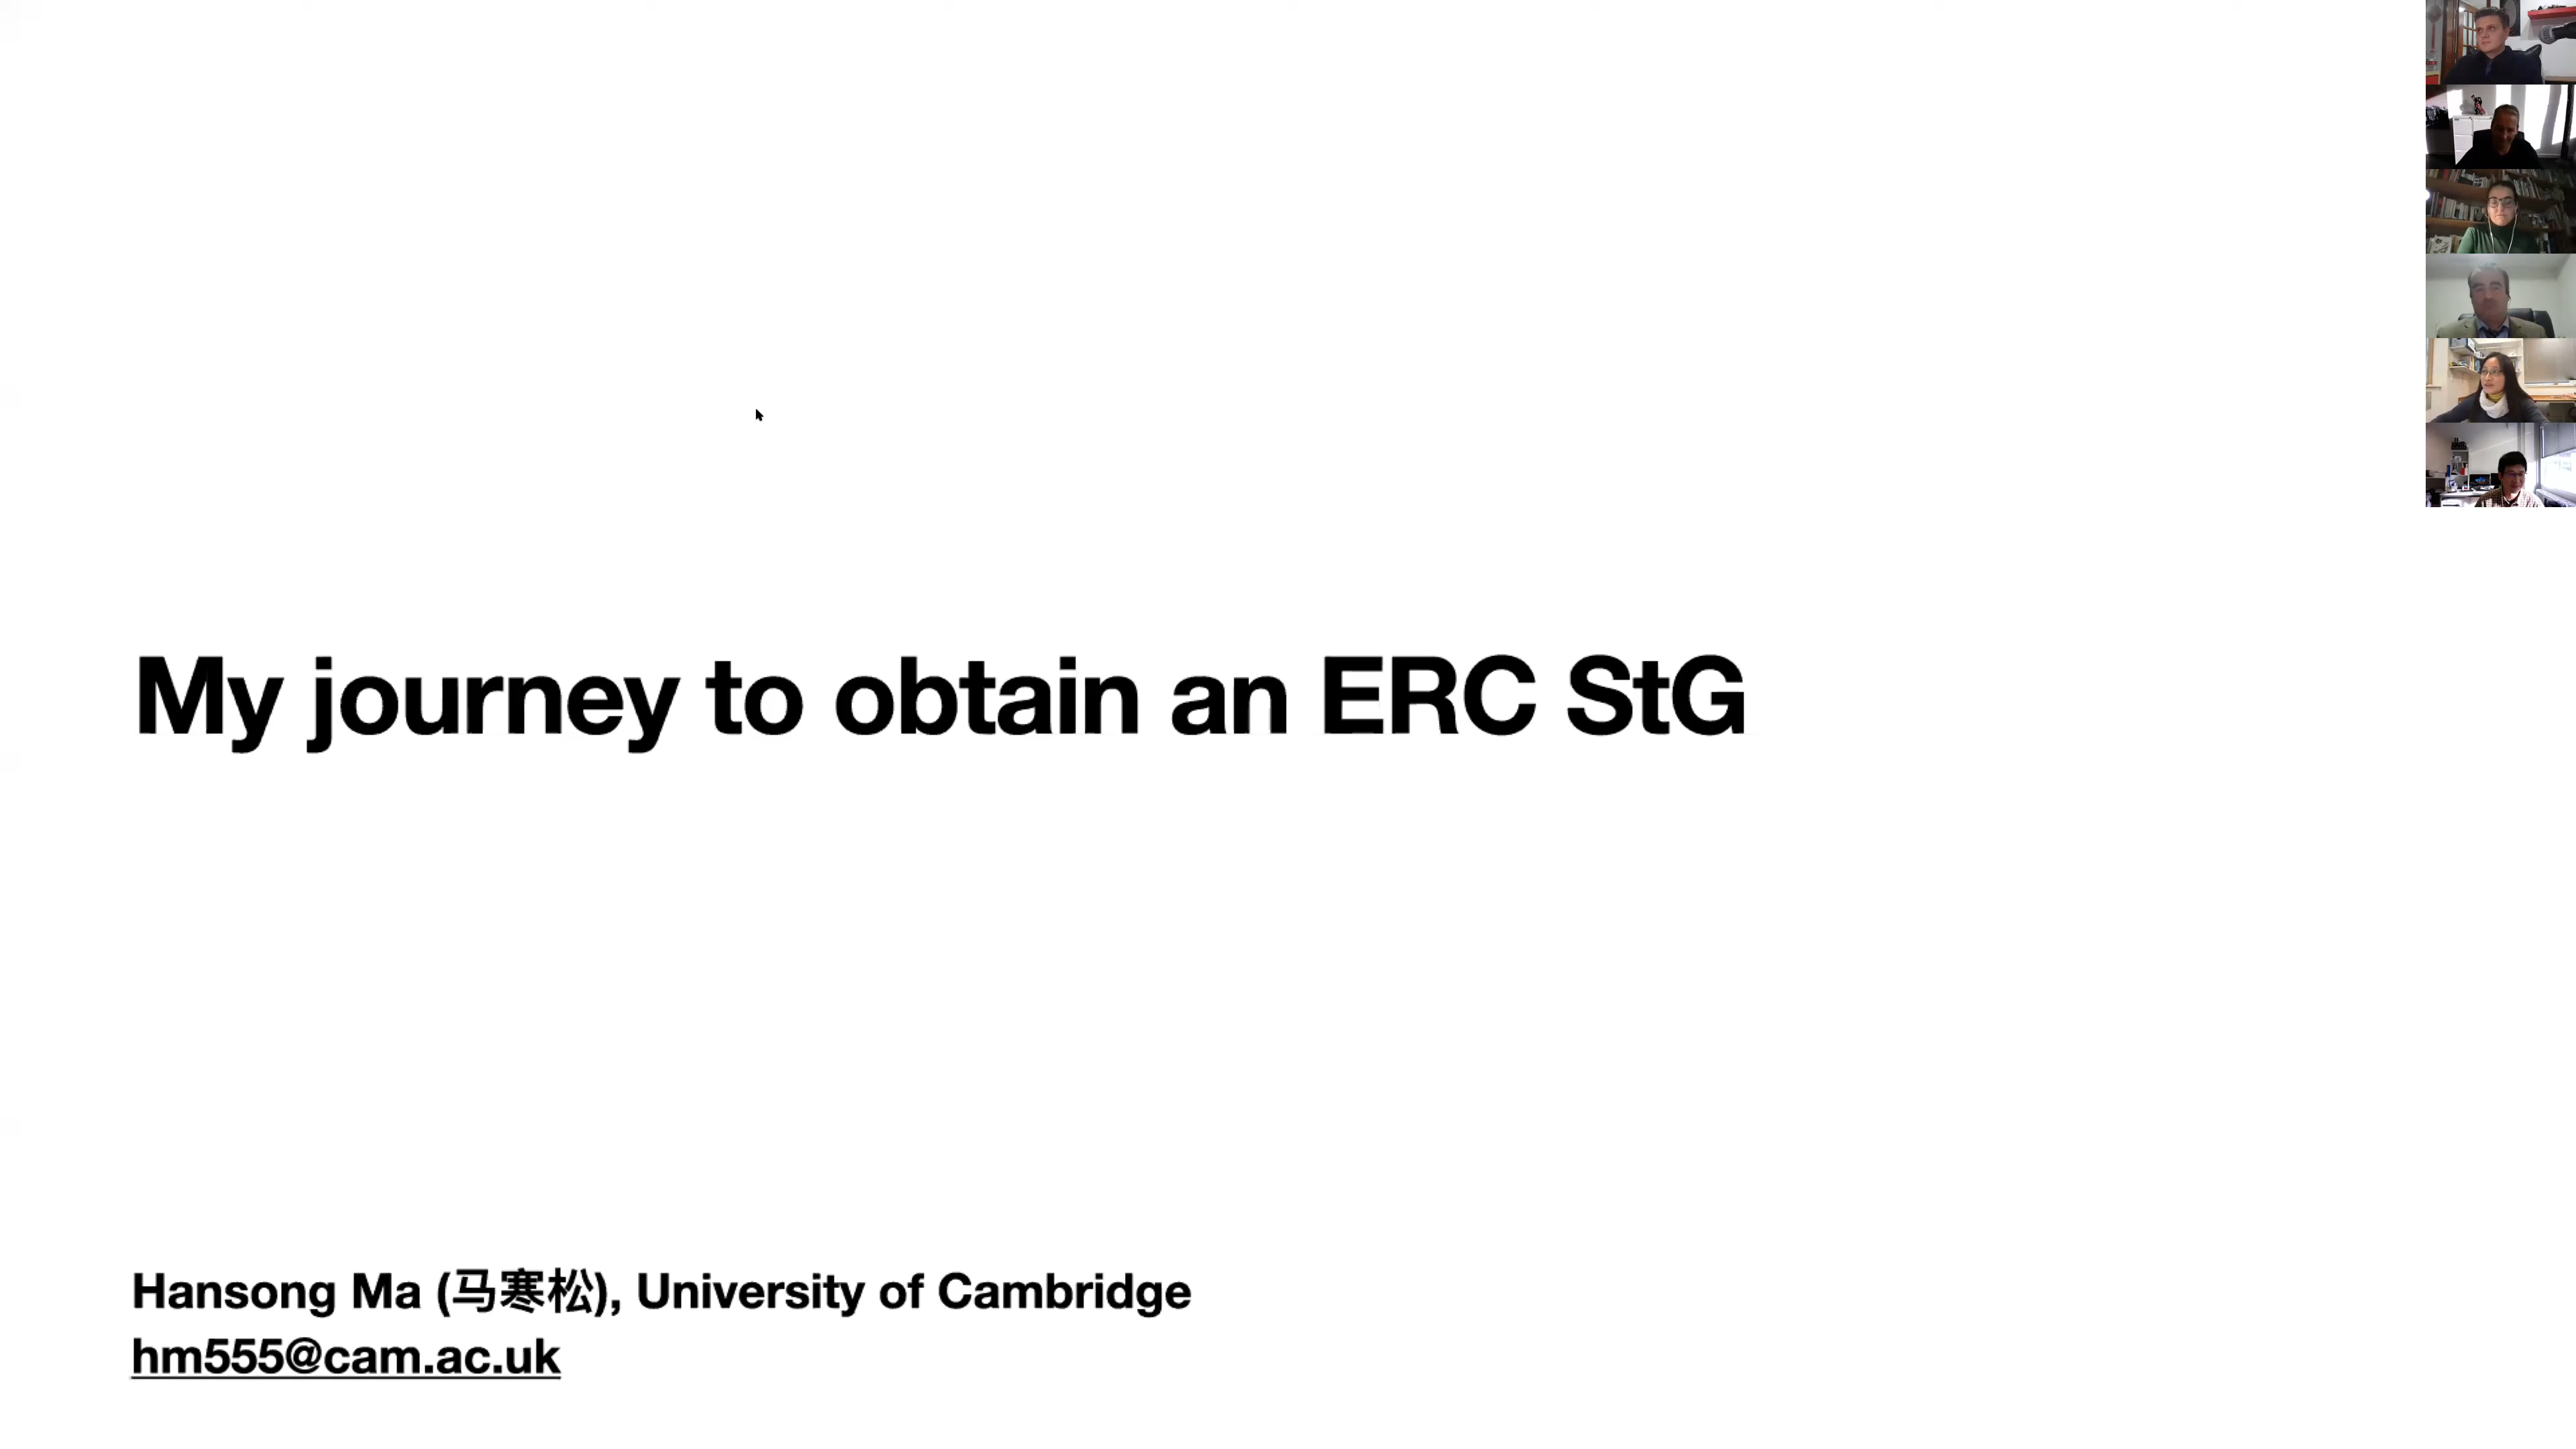 My journey to obtain an ERC StG
Hansong Ma (马寒松), University of Cambridge
hm555@cam.ac.uk